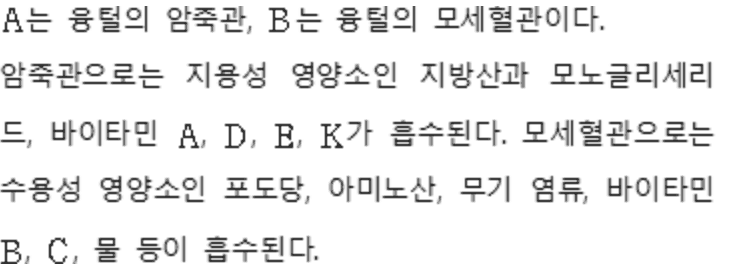 A는 융털의 암죽관, B는 융털의 모세혈관이다.
암죽관으로는 지용성 영양소인 지방산과 모노글리세리
드, 바이타민 A, D, E, K가 흡수된다. 모세혈관으로는
수용성 영양소인 포도당, 아미노산, 무기 염류, 바이타민
B, C, 물 등이 흡수된다.